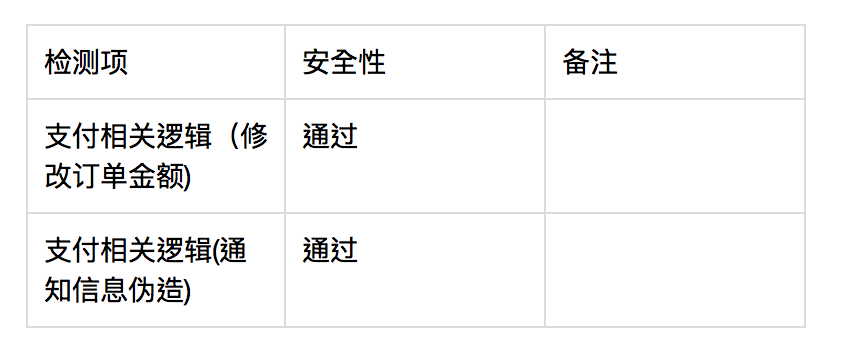 检测项
安全性
备注
支付相关逻辑（修
改订单金额)
通过
支付相关逻辑(通
知信息伪造)
通过